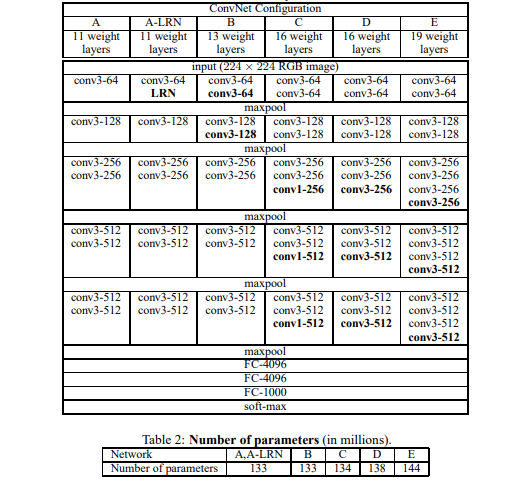 ConvNet Configuration
A A-LRN B C D E
11 weight 11 weight 13 weight 16 weight 16 weight 19 weight
layers layers layers layers layers layers
input (224 × 224 RGB image)
conv3-64 conv3-64 conv3-64 conv3-64 conv3-64 conv3-64
LRN conv3-64 conv3-64 conv3-64 conv3-64
maxpool
conv3-128 conv3-128 conv3-128 conv3-128 conv3-128 conv3-128
conv3-128 conv3-128 conv3-128 conv3-128
maxpool
conv3-256 conv3-256 conv3-256 conv3-256 conv3-256 conv3-256
conv3-256 conv3-256 conv3-256 conv3-256 conv3-256 conv3-256
conv1-256 conv3-256 conv3-256
conv3-256
maxpool
conv3-512 conv3-512 conv3-512 conv3-512 conv3-512 conv3-512
conv3-512 conv3-512 conv3-512 conv3-512 conv3-512 conv3-512
conv1-512 conv3-512 conv3-512
conv3-512
maxpool
conv3-512 conv3-512 conv3-512 conv3-512 conv3-512 conv3-512
conv3-512 conv3-512 conv3-512 conv3-512 conv3-512 conv3-512
conv1-512 conv3-512 conv3-512
conv3-512
maxpool
FC-4096
FC-4096
FC-1000
soft-max
Table 2: Number of parameters (in millions).
Network A,A-LRN B C D E
Number of parameters 133 133 134 138 144